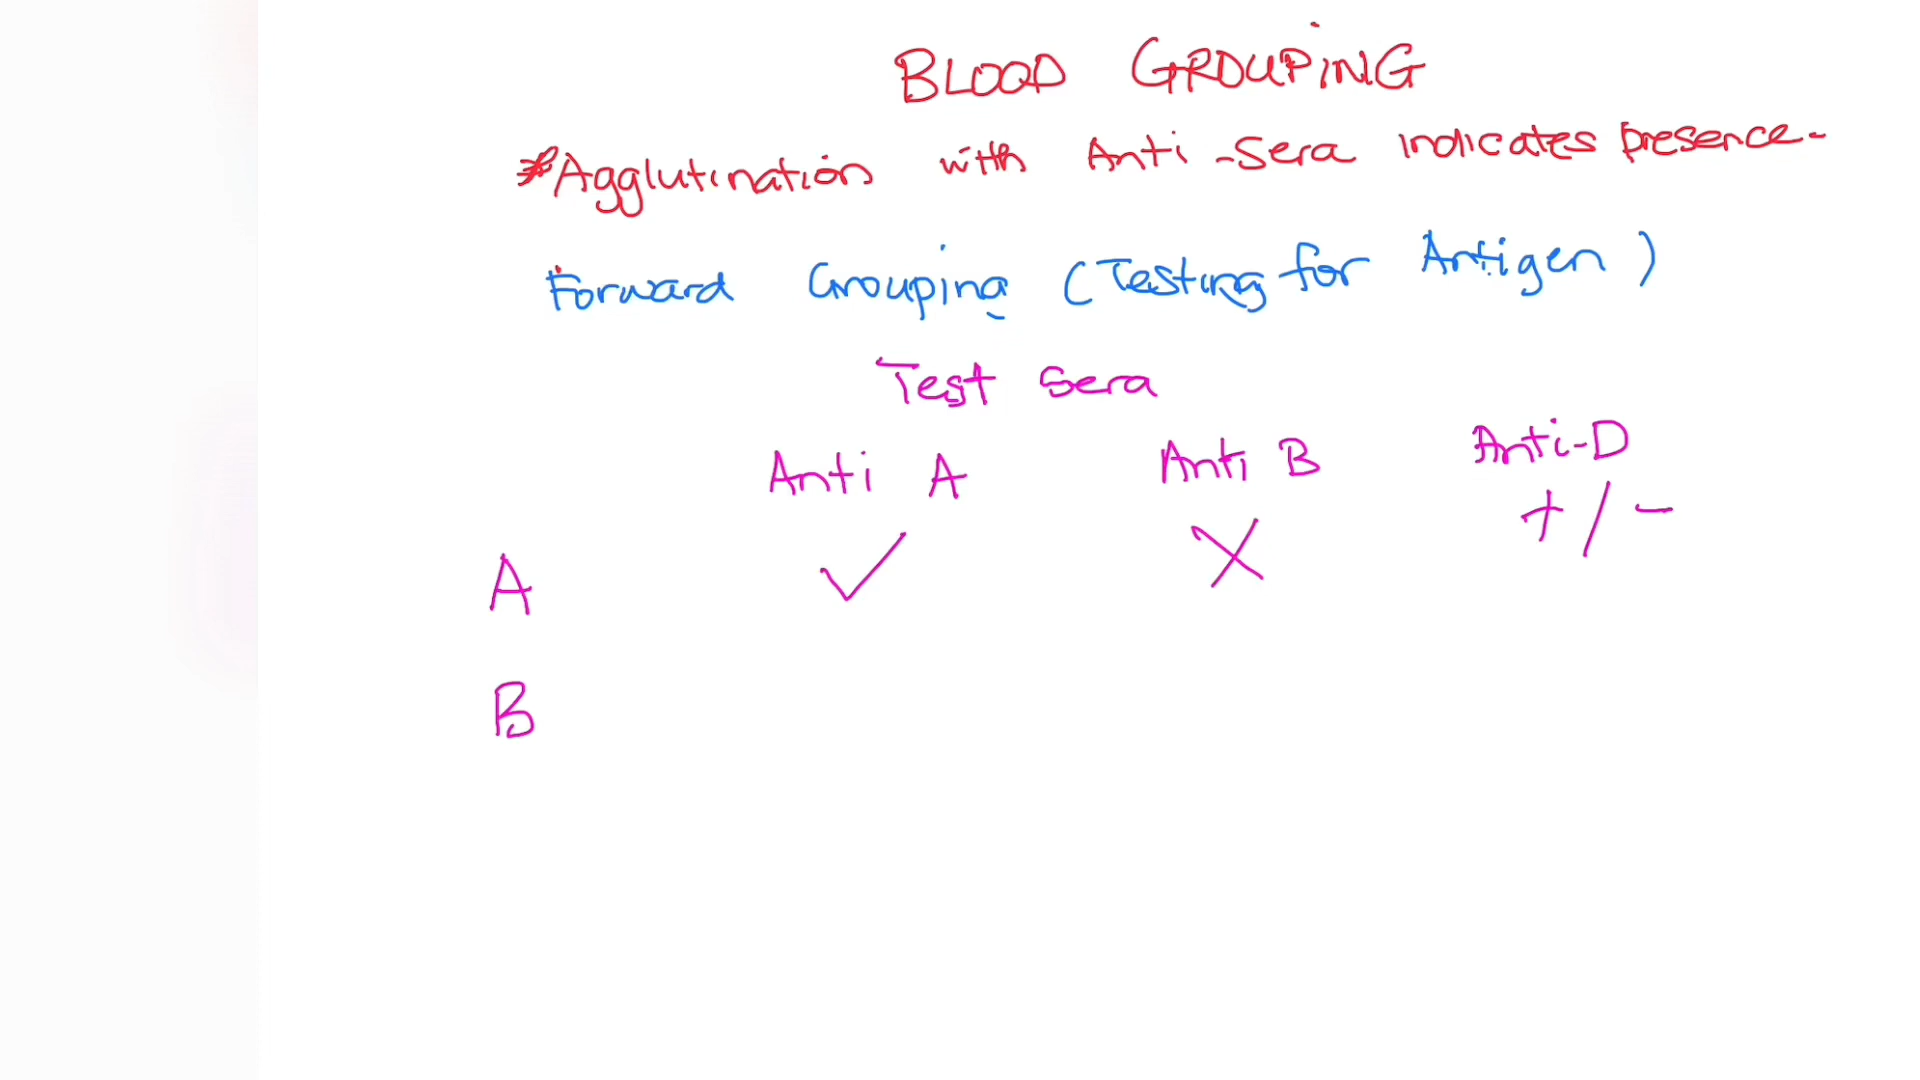 BLOOD GROUPING
*Agglutination with Anti-Sera indicates presence-
Forward Grouping (Testing for Antigen)
Test Sera
Anti A Anti B Anti-D
+/-
A ✓ X
B